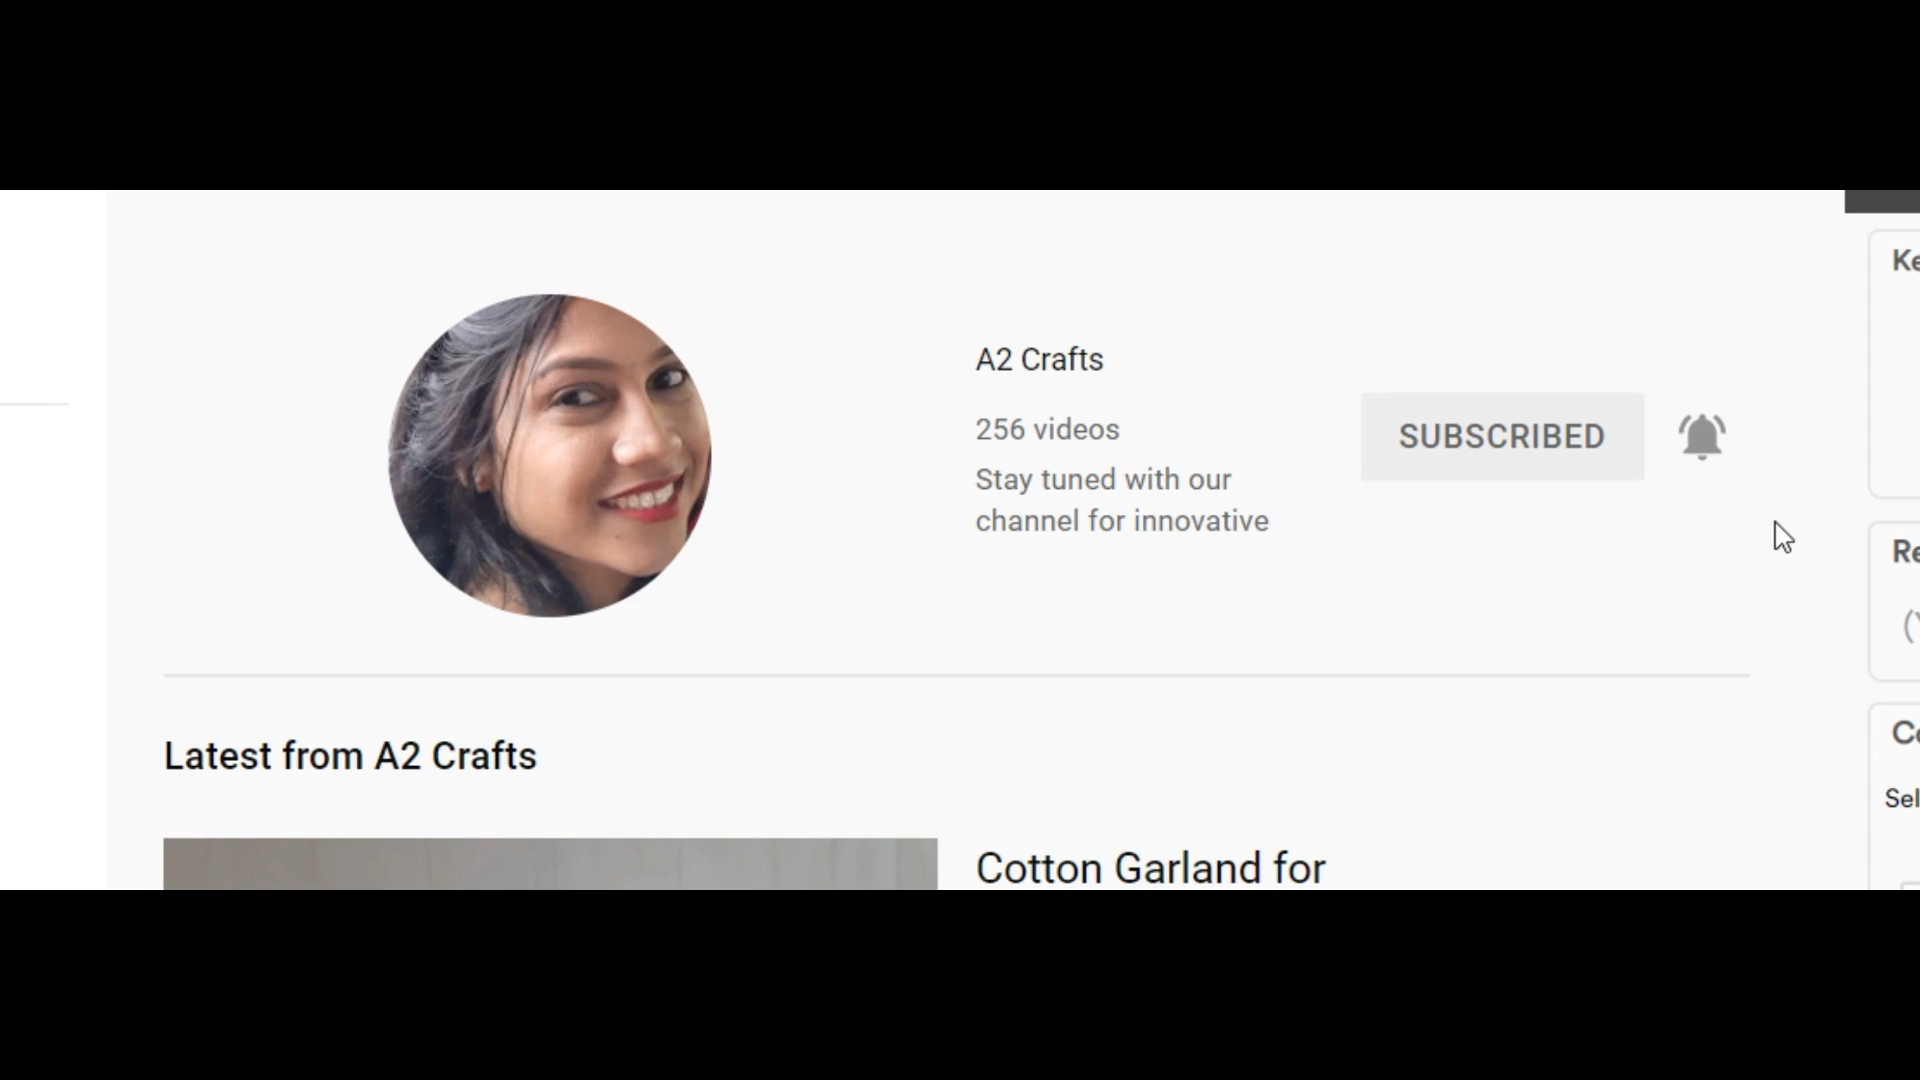 A2 Crafts
256 videos
Stay tuned with our
channel for innovative
SUBSCRIBED
Latest from A2 Crafts
Cotton Garland for